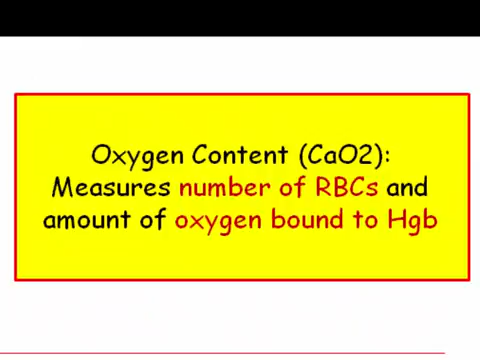 Oxygen Content (CaO2):
Measures number of RBCs and
amount of oxygen bound to Hgb